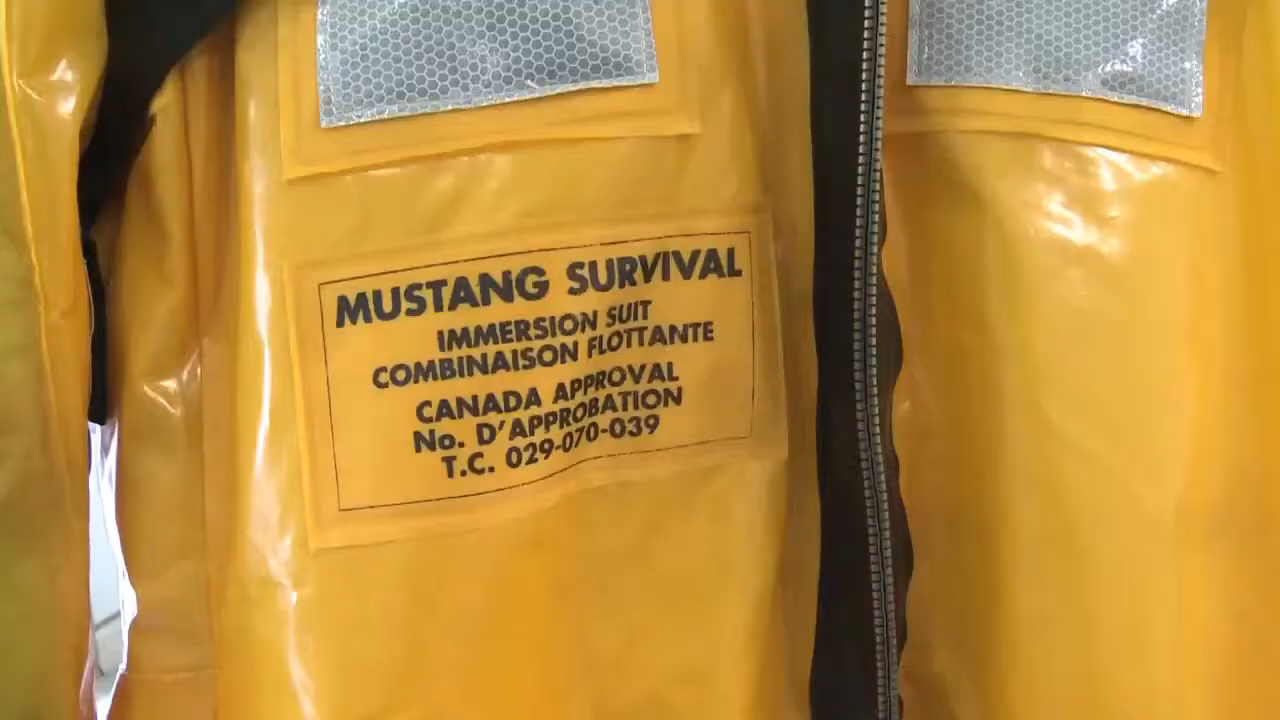 MUSTANG SURVIVAL
IMMERSION SUIT
COMBINAISON FLOTTANTE
CANADA APPROVAL
No. D'APPROBATION
T.C. 029-070-039